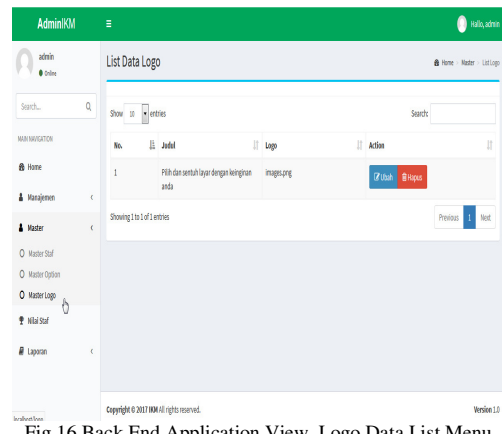 AdminIKM
Hallo, admin
admin
Online
Search...
MAIN NAVIGATION
Home
Manajemen
Master
Master Staf
Master Option
Master Logo
Nilai Staf
Laporan
List Data Logo
Home > Master > List Logo
Show 10 entries
Search:
No. Judul Logo Action
1 Pilih dan sentuh layar dengan keinginan images.png Ubah Hapus
anda
Showing 1 to 1 of 1 entries
Previous 1 Next
Copyright © 2017 IKM All rights reserved.
Version 1.0
localhost/logo
Fig 16 Back End Application View, Logo Data List Menu